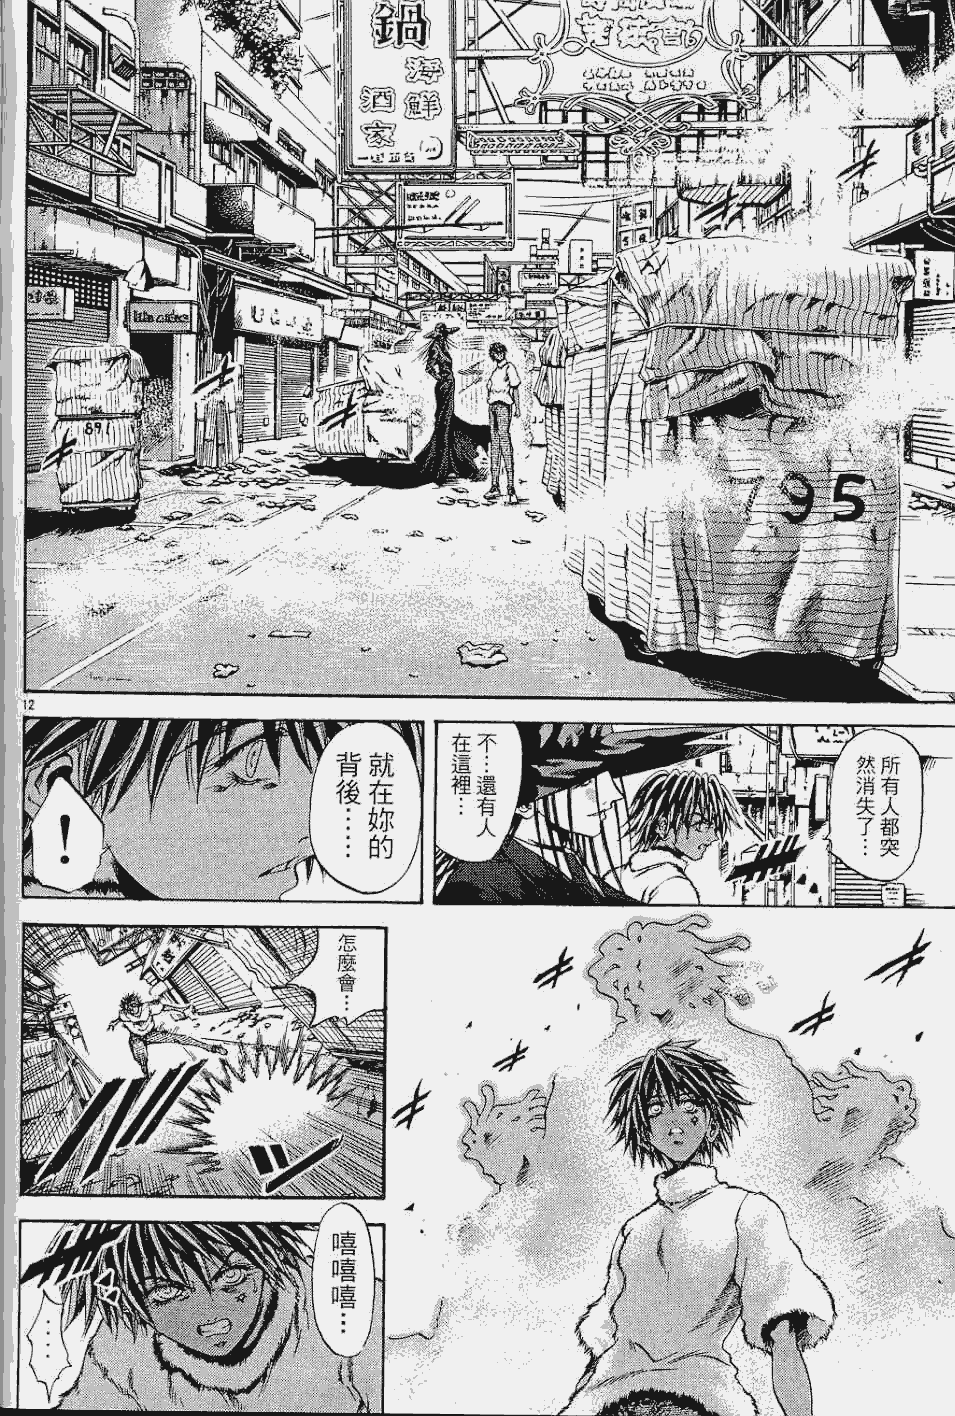 鍋
海鮮
酒家
891
95
12
所有人都突
然消失了…
不…還有人
在這裡…
就在妳的
背後……
！
怎麼會…
嘻嘻嘻…
…